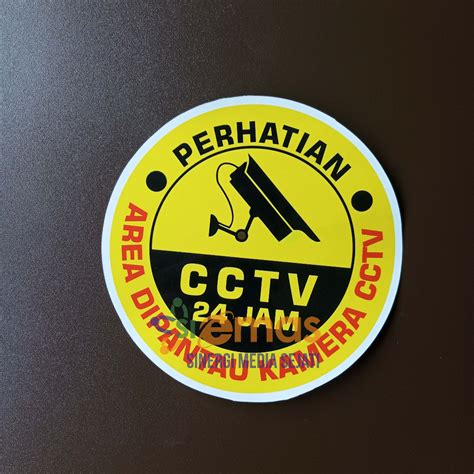 PERHATIAN
CCTV
24 JAM
AREA DIPANTAU KAMERA CCTV
SINERGI MEDIA SEJATI